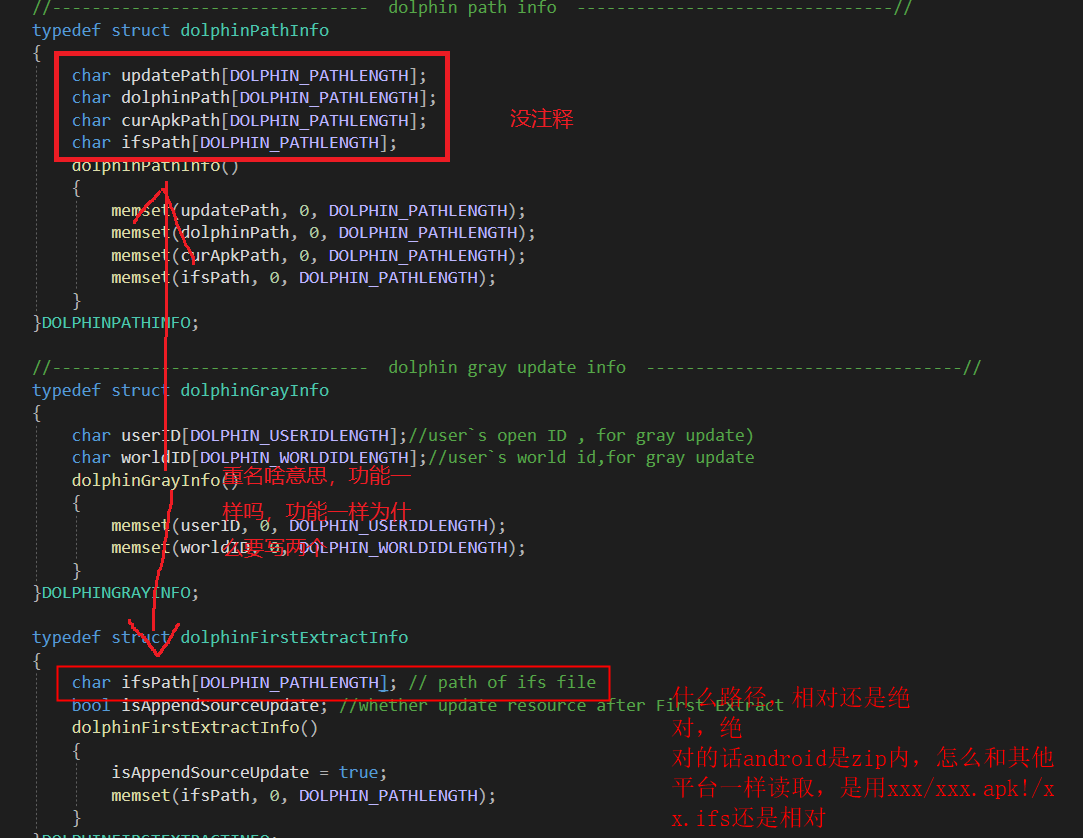 //-------------------------------- dolphin path info --------------------------------//
typedef struct dolphinPathInfo
{
char updatePath[DOLPHIN_PATHLENGTH];
char dolphinPath[DOLPHIN_PATHLENGTH];
char curApkPath[DOLPHIN_PATHLENGTH];
char ifsPath[DOLPHIN_PATHLENGTH];
没注释
dolphinPathInfo()
{
memset(updatePath, 0, DOLPHIN_PATHLENGTH);
memset(dolphinPath, 0, DOLPHIN_PATHLENGTH);
memset(curApkPath, 0, DOLPHIN_PATHLENGTH);
memset(ifsPath, 0, DOLPHIN_PATHLENGTH);
}
}DOLPHINPATHINFO;
//-------------------------------- dolphin gray update info --------------------------------//
typedef struct dolphinGrayInfo
{
char userID[DOLPHIN_USERIDLENGTH];//user`s open ID , for gray update)
char worldID[DOLPHIN_WORLDIDLENGTH];//user`s world id,for gray update
dolphinGrayInfo()
{
memset(userID, 0, DOLPHIN_USERIDLENGTH);
memset(worldID, 0, DOLPHIN_WORLDIDLENGTH);
}
}DOLPHINGRAYINFO;
重名啥意思，功能一
样吗，功能一样为什
么要写两个
typedef struct dolphinFirstExtractInfo
{
char ifsPath[DOLPHIN_PATHLENGTH]; // path of ifs file
bool isAppendSourceUpdate; //whether update resource after First Extract
dolphinFirstExtractInfo()
{
isAppendSourceUpdate = true;
memset(ifsPath, 0, DOLPHIN_PATHLENGTH);
}
}DOLPHINFIRSTEXTRACTINFO;
什么路径，相对还是绝
对，绝
对的话android是zip内，怎么和其他
平台一样读取，是用xxx/xxx.apk!/x
x.ifs还是相对